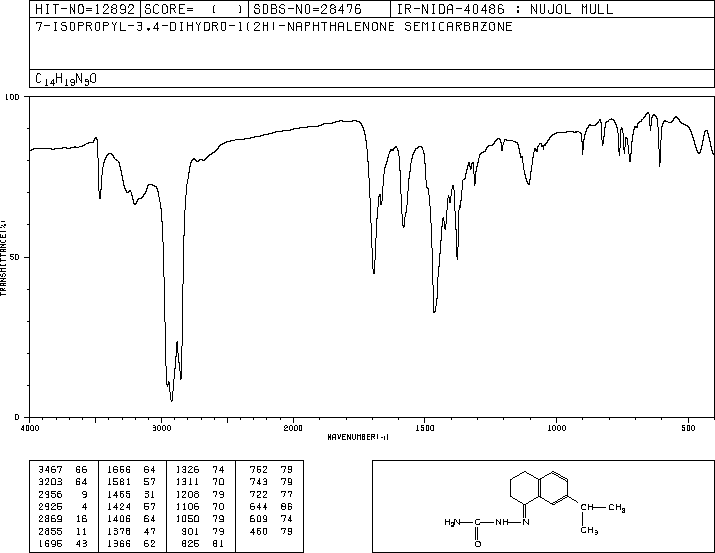 HIT-NO=12892 SCORE= ( ) SDBS-NO=28476 IR-NIDA-40486 : NUJOL MULL
7-ISOPROPYL-3,4-DIHYDRO-1(2H)-NAPHTHALENONE SEMICARBAZONE
C14H19N3O
100
50
0
TRANSMITTANCE(%)
4000 3000 2000 1500 1000 500
WAVENUMBER(-1)
3467 66 1656 64 1326 74 752 79
3203 64 1581 57 1311 70 743 79
2956 9 1465 31 1208 79 722 77
2925 4 1424 57 1106 70 644 86
2869 16 1406 64 1050 79 609 74
2855 11 1378 47 901 79 460 79
1695 43 1366 62 825 81
CH—CH3
H2N—C—NH—N
O
CH3